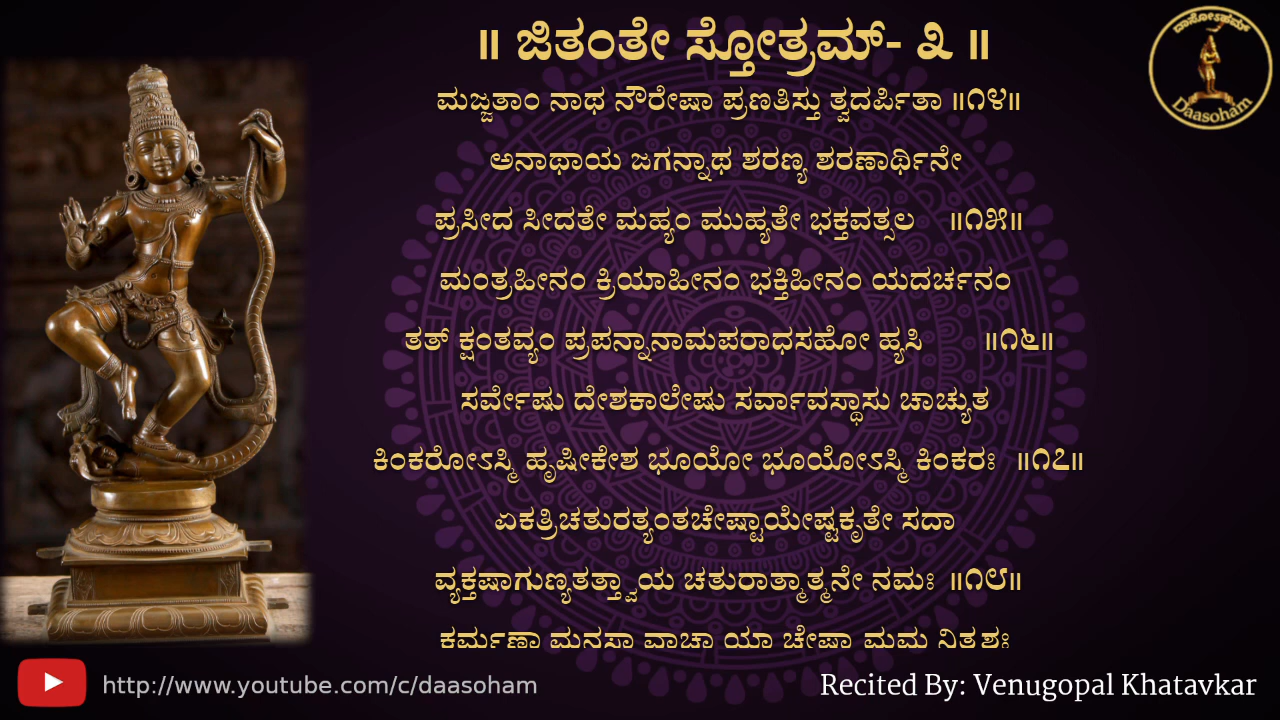 ॥ ಜಿತಂತೇ ಸ್ತೋತ್ರಮ್- ೩ ॥
ದಾಸೋಽಹಮ್
Daasoham
ಮಜ್ಜತಾಂ ನಾಥ ನೌರೇಷಾ ಪ್ರಣತಿಸ್ತು ತ್ವದರ್ಪಿತಾ ॥೧೪॥
ಅನಾಥಾಯ ಜಗನ್ನಾಥ ಶರಣ್ಯ ಶರಣಾರ್ಥಿನೇ
ಪ್ರಸೀದ ಸೀದತೇ ಮಹ್ಯಂ ಮುಹ್ಯತೇ ಭಕ್ತವತ್ಸಲ ॥೧೫॥
ಮಂತ್ರಹೀನಂ ಕ್ರಿಯಾಹೀನಂ ಭಕ್ತಿಹೀನಂ ಯದರ್ಚನಂ
ತತ್ ಕ್ಷಂತವ್ಯಂ ಪ್ರಪನ್ನಾನಾಮಪರಾಧಸಹೋ ಹ್ಯಸಿ ॥೧೬॥
ಸರ್ವೇಷು ದೇಶಕಾಲೇಷು ಸರ್ವಾವಸ್ಥಾಸು ಚಾಚ್ಯುತ
ಕಿಂಕರೋಽಸ್ಮಿ ಹೃಷೀಕೇಶ ಭೂಯೋ ಭೂಯೋಽಸ್ಮಿ ಕಿಂಕರಃ ॥೧೭॥
ಏಕತ್ರಿಚತುರತ್ಯಂತಚೇಷ್ಟಾಯೇಷ್ಟಕೃತೇ ಸದಾ
ವ್ಯಕ್ತಷಾಗುಣ್ಯತತ್ತ್ವಾಯ ಚತುರಾತ್ಮಾತ್ಮನೇ ನಮಃ ॥೧೮॥
ಕರ್ಮಣಾ ಮನಸಾ ವಾಚಾ ಯಾ ಚೇಷ್ಟಾ ಮಮ ನಿತ್ಯಶಃ
http://www.youtube.com/c/daasoham
Recited By: Venugopal Khatavkar